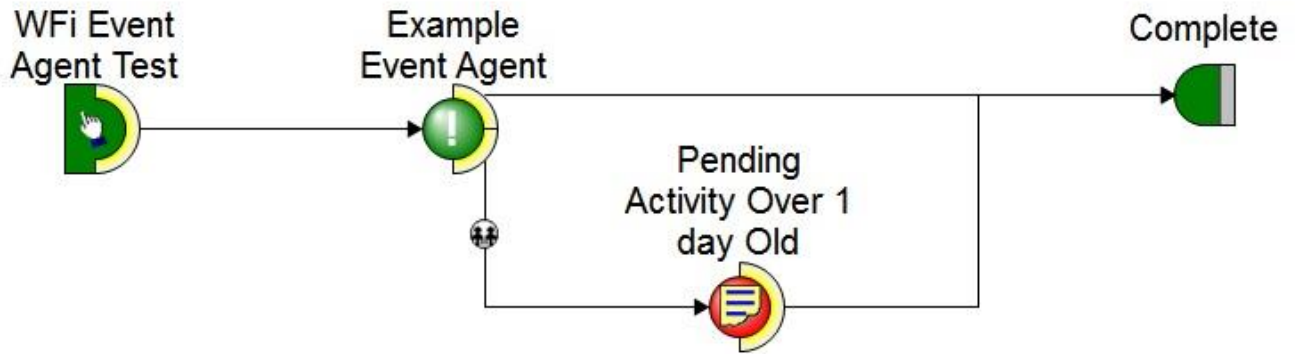 WFi Event
Agent Test
Example
Event Agent
Complete
Pending
Activity Over 1
day Old